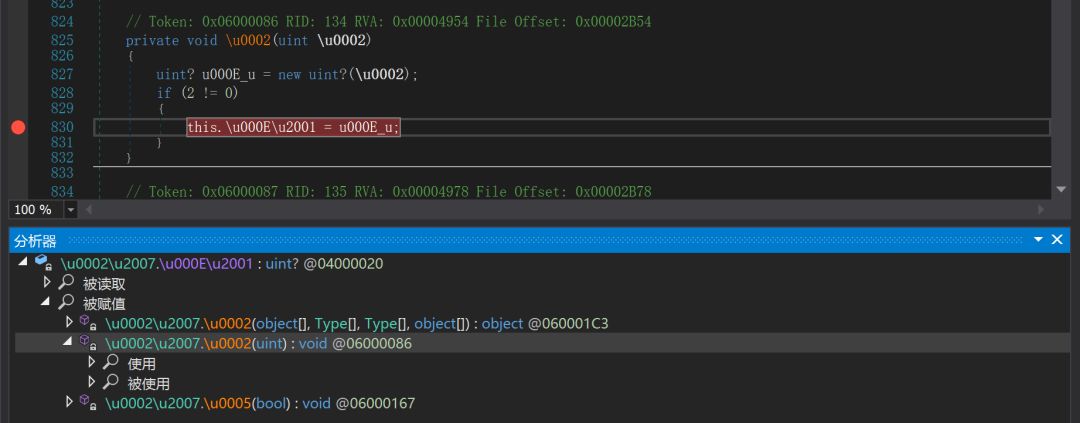 823
824 // Token: 0x06000086 RID: 134 RVA: 0x00004954 File Offset: 0x00002B54
825 private void \u0002(uint \u0002)
826 {
827 uint? u000E_u = new uint?(\u0002);
828 if (2 != 0)
829 {
830 this.\u000E\u2001 = u000E_u;
831 }
832 }
833
834 // Token: 0x06000087 RID: 135 RVA: 0x00004978 File Offset: 0x00002B78
100 %
分析器
\u0002\u2007.\u000E\u2001 : uint? @04000020
被读取
被赋值
\u0002\u2007.\u0002(object[], Type[], Type[], object[]) : object @060001C3
\u0002\u2007.\u0002(uint) : void @06000086
使用
被使用
\u0002\u2007.\u0005(bool) : void @06000167